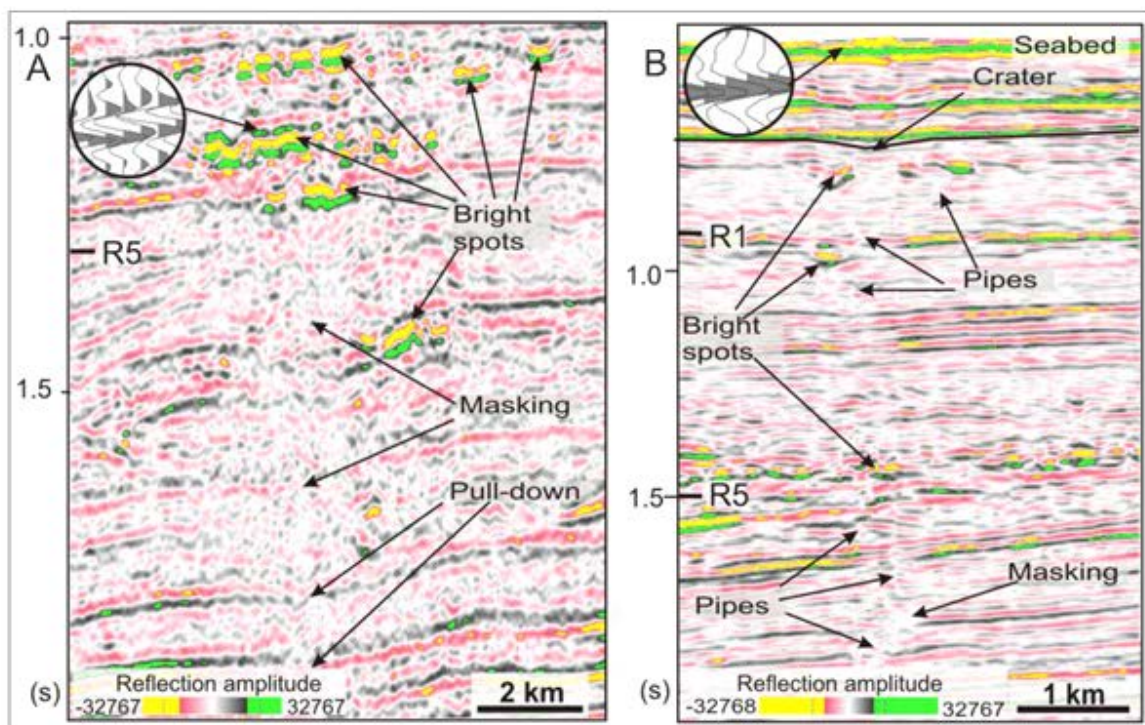 1.0
A
Bright
spots
R5
1.5
Masking
Pull-down
(s)
Reflection amplitude
-32767
32767
2 km
B
Seabed
Crater
R1
1.0
Pipes
Bright
spots
1.5
R5
Masking
Pipes
(s)
Reflection amplitude
-32768
32767
1 km